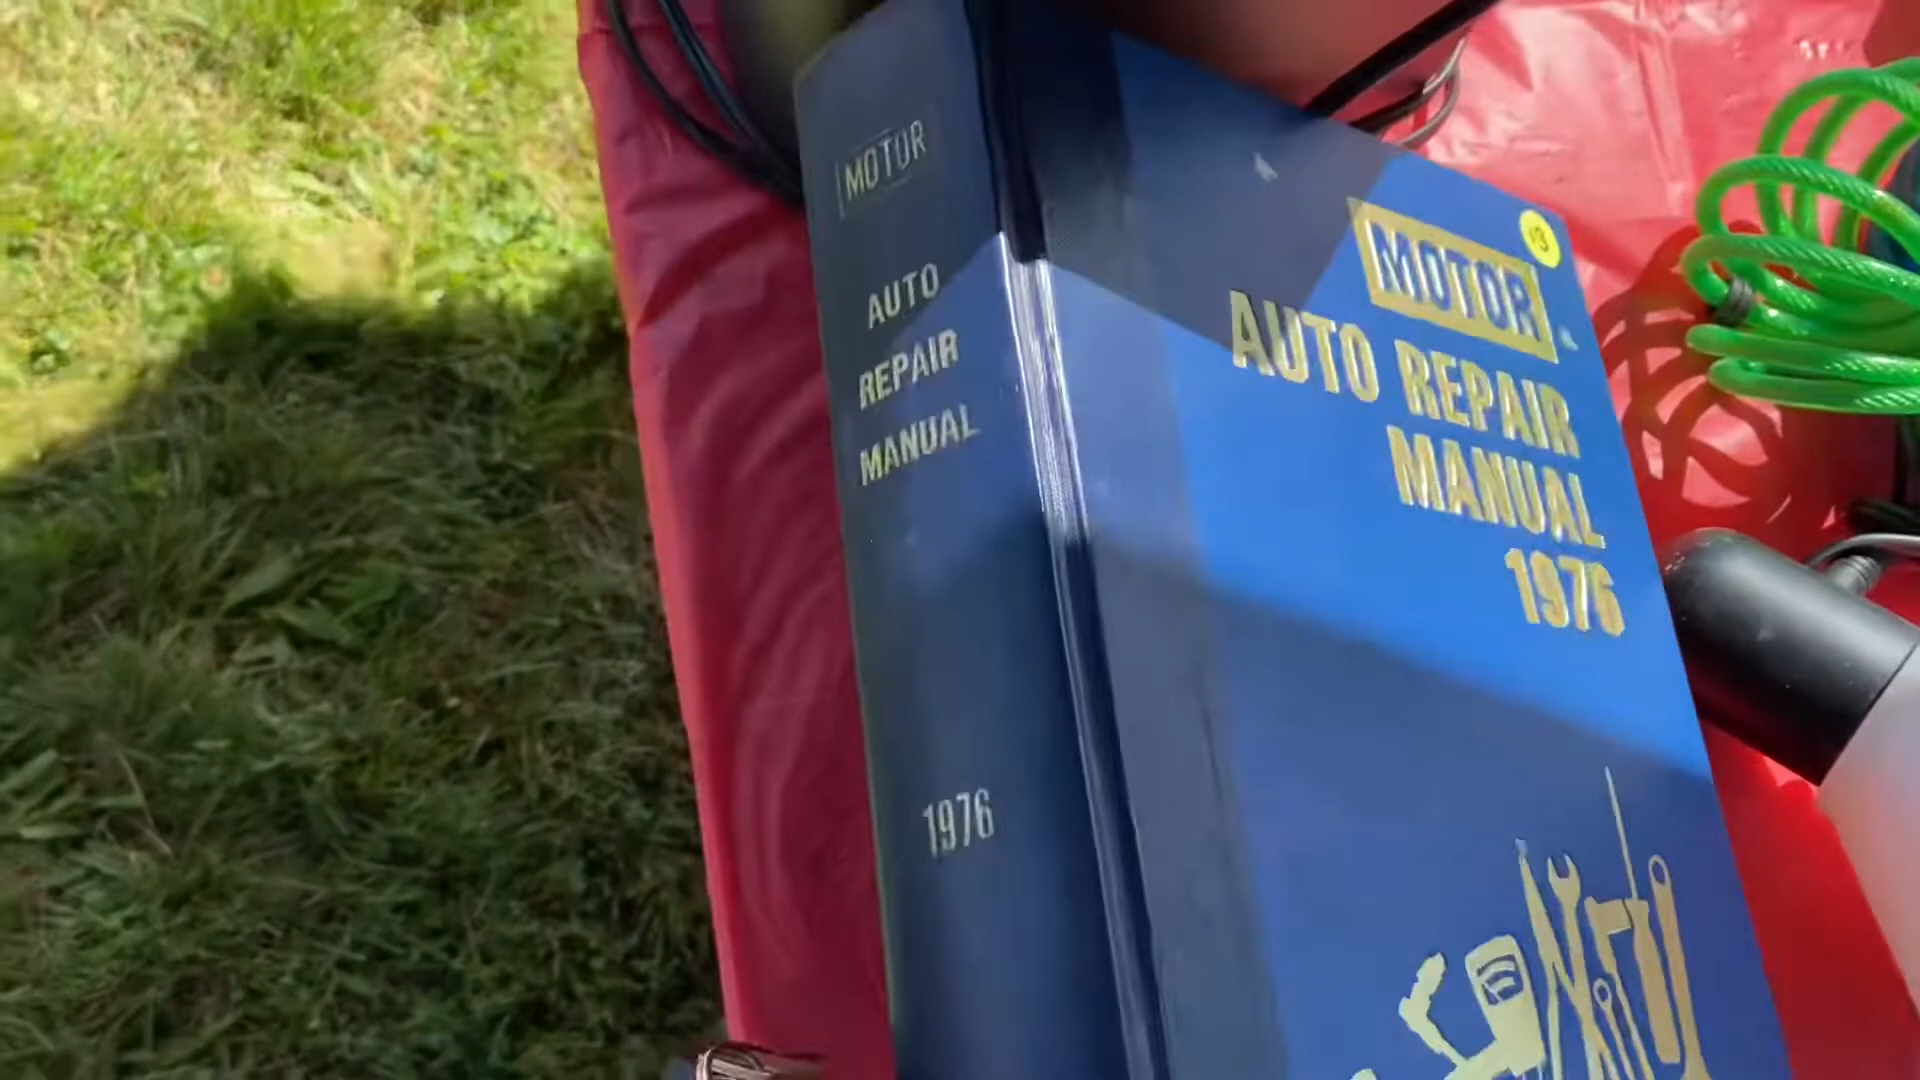 MOTOR
AUTO
REPAIR
MANUAL
1976
MOTOR
AUTO REPAIR
MANUAL
1976